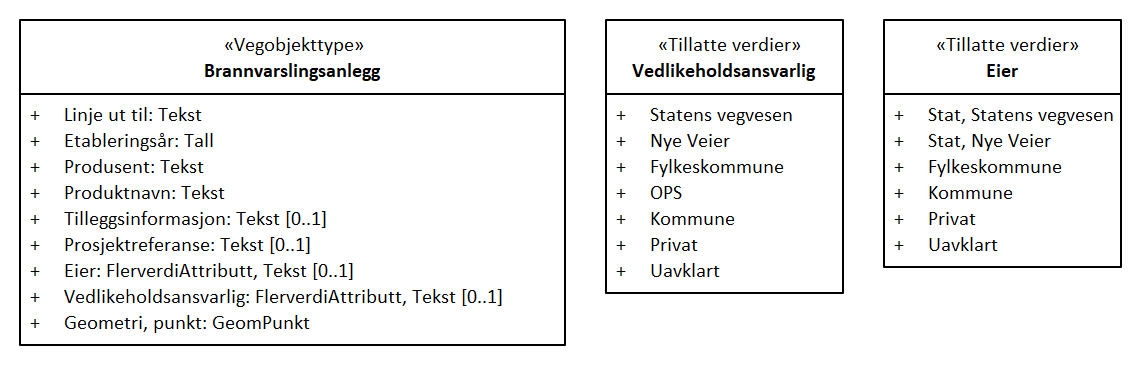 «Vegobjekttype»
Brannvarslingsanlegg
+ Linje ut til: Tekst
+ Etableringsår: Tall
+ Produsent: Tekst
+ Produktnavn: Tekst
+ Tilleggsinformasjon: Tekst [0..1]
+ Prosjektreferanse: Tekst [0..1]
+ Eier: FlerverdiAttributt, Tekst [0..1]
+ Vedlikeholdsansvarlig: FlerverdiAttributt, Tekst [0..1]
+ Geometri, punkt: GeomPunkt
«Tillatte verdier»
Vedlikeholdsansvarlig
+ Statens vegvesen
+ Nye Veier
+ Fylkeskommune
+ OPS
+ Kommune
+ Privat
+ Uavklart
«Tillatte verdier»
Eier
+ Stat, Statens vegvesen
+ Stat, Nye Veier
+ Fylkeskommune
+ Kommune
+ Privat
+ Uavklart